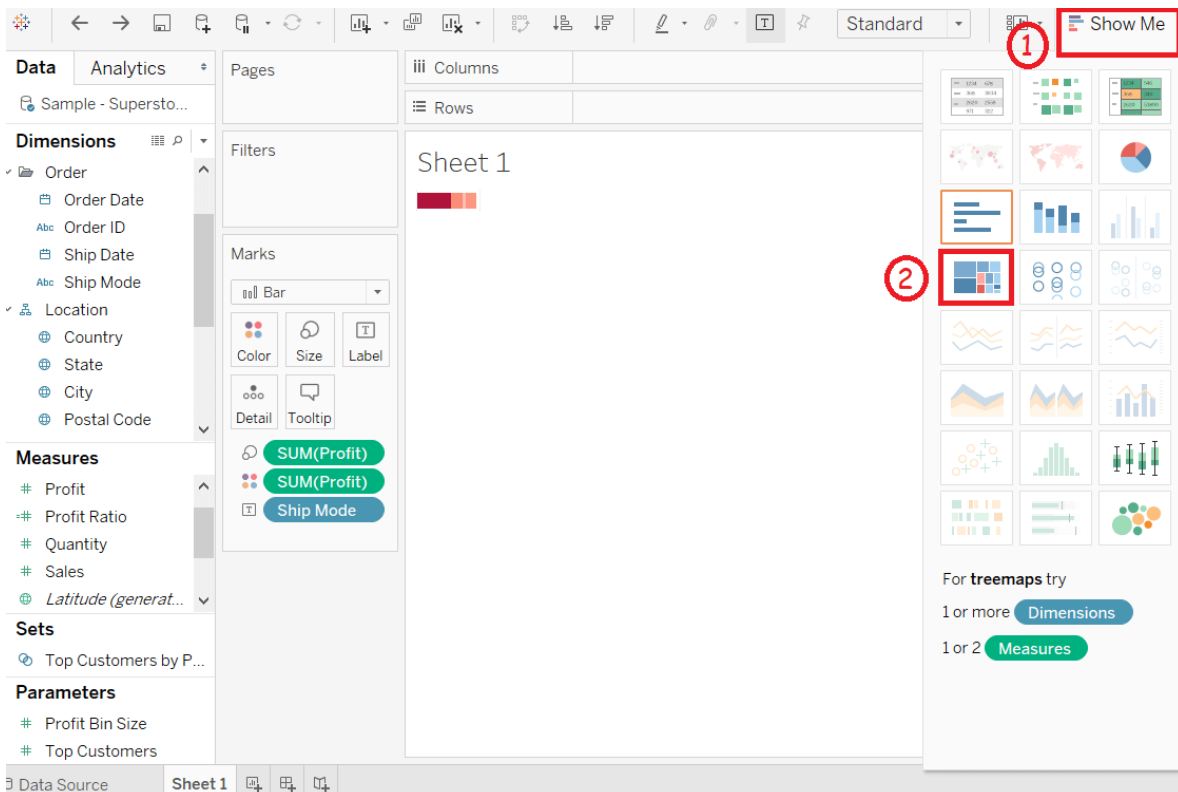 Standard
Show Me
1
Data
Analytics
Pages
Columns
Sample - Supersto...
Rows
Dimensions
Filters
Sheet 1
Order
Order Date
Abc Order ID
Ship Date
Abc Ship Mode
Marks
Bar
2
Location
Country
State
City
Postal Code
Color
Size
Label
Detail
Tooltip
SUM(Profit)
SUM(Profit)
Ship Mode
Measures
# Profit
=# Profit Ratio
# Quantity
# Sales
Latitude (generat...
For treemaps try
1 or more Dimensions
1 or 2 Measures
Sets
Top Customers by P...
Parameters
# Profit Bin Size
# Top Customers
Data Source
Sheet 1